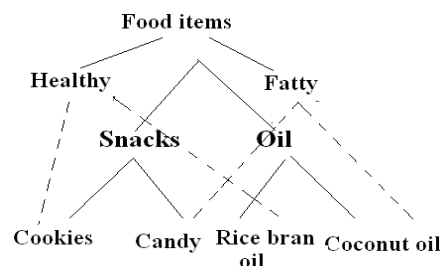 Food items
Healthy
Fatty
Snacks
Oil
Cookies
Candy
Rice bran
oil
Coconut oil